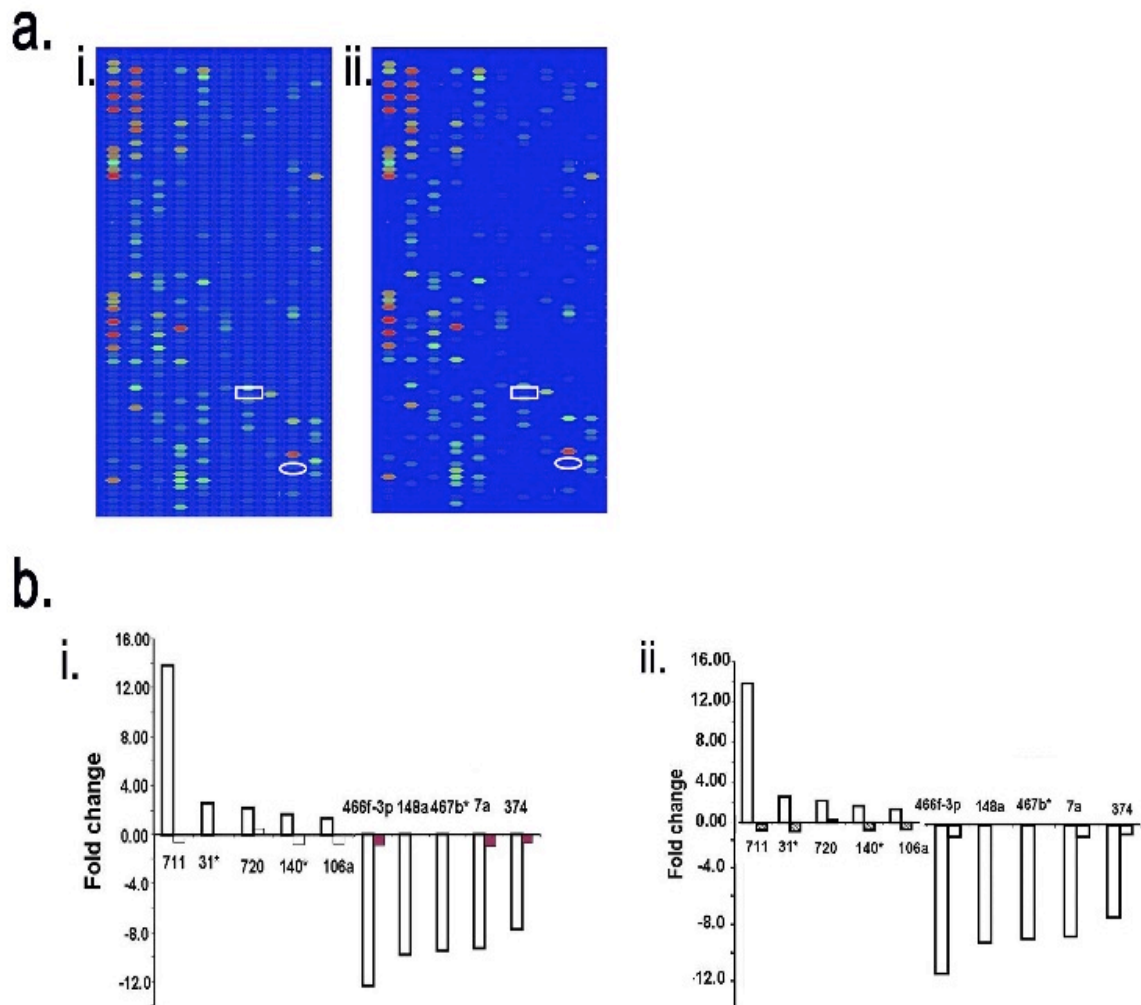 a.
i. ii.
b.
i.
16.00
12.00
8.00
4.00
0.00
-4.0
-8.0
-12.0
Fold change
711 31* 720 140* 106a
466f-3p 148a 467b* 7a 374
ii.
16.00
12.00
8.00
4.00
0.00
-4.0
-8.0
-12.0
Fold change
711 31* 720 140* 106a
466f-3p 148a 467b* 7a 374